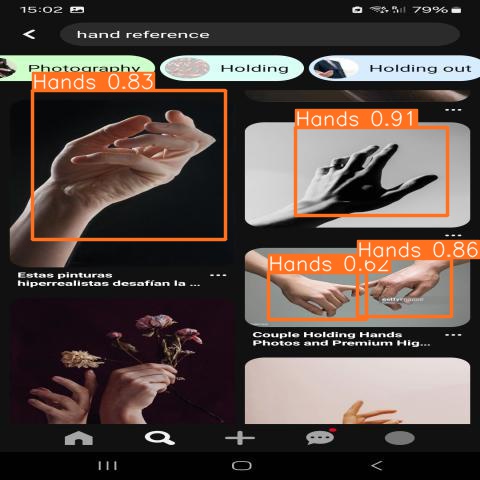 15:02
79%
hand reference
Photography
Holding
Holding out
Hands 0.83
Hands 0.91
Hands 0.62
Hands 0.86
gettyimages
Estas pinturas
hiperrealistas desafían la ...
Couple Holding Hands
Photos and Premium Hig...